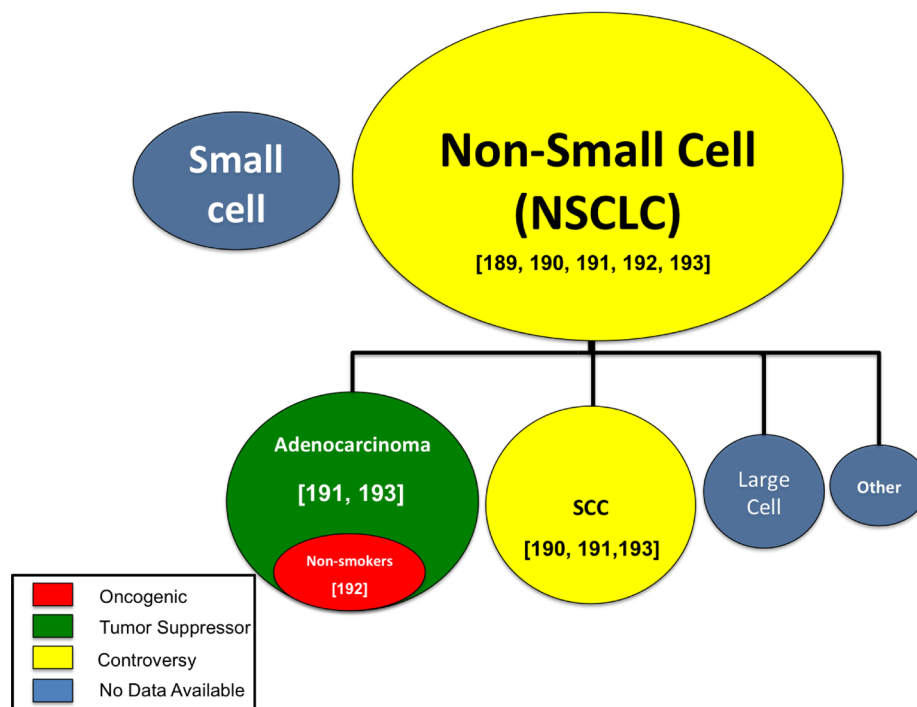 Small
cell
Non-Small Cell
(NSCLC)
[189, 190, 191, 192, 193]
Adenocarcinoma
[191, 193]
Non-smokers
[192]
SCC
[190, 191,193]
Large
Cell
Other
Oncogenic
Tumor Suppressor
Controversy
No Data Available